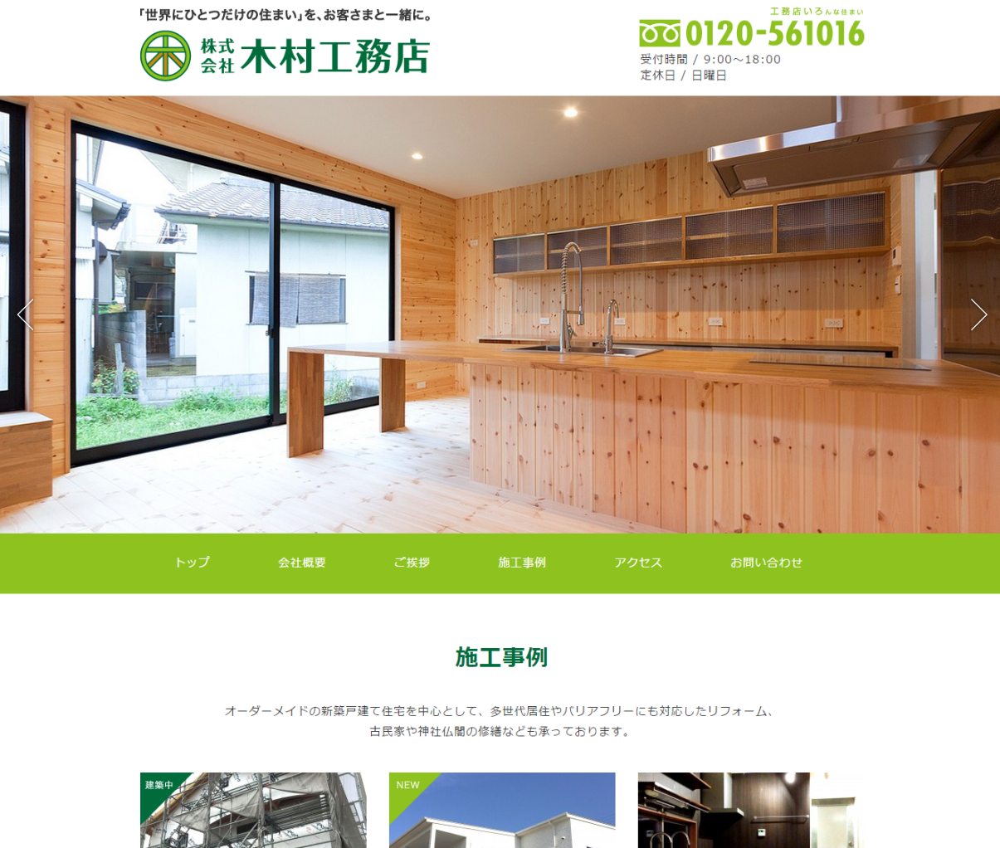 「世界にひとつだけの住まい」を、お客さまと一緒に。
株式会社 木村工務店
工務店いろんな住まい
0120-561016
受付時間 / 9:00～18:00
定休日 / 日曜日
トップ 会社概要 ご挨拶 施工事例 アクセス お問い合わせ
施工事例
オーダーメイドの新築戸建て住宅を中心として、多世代居住やバリアフリーにも対応したリフォーム、
古民家や神社仏閣の修繕なども承っております。
建築中
NEW